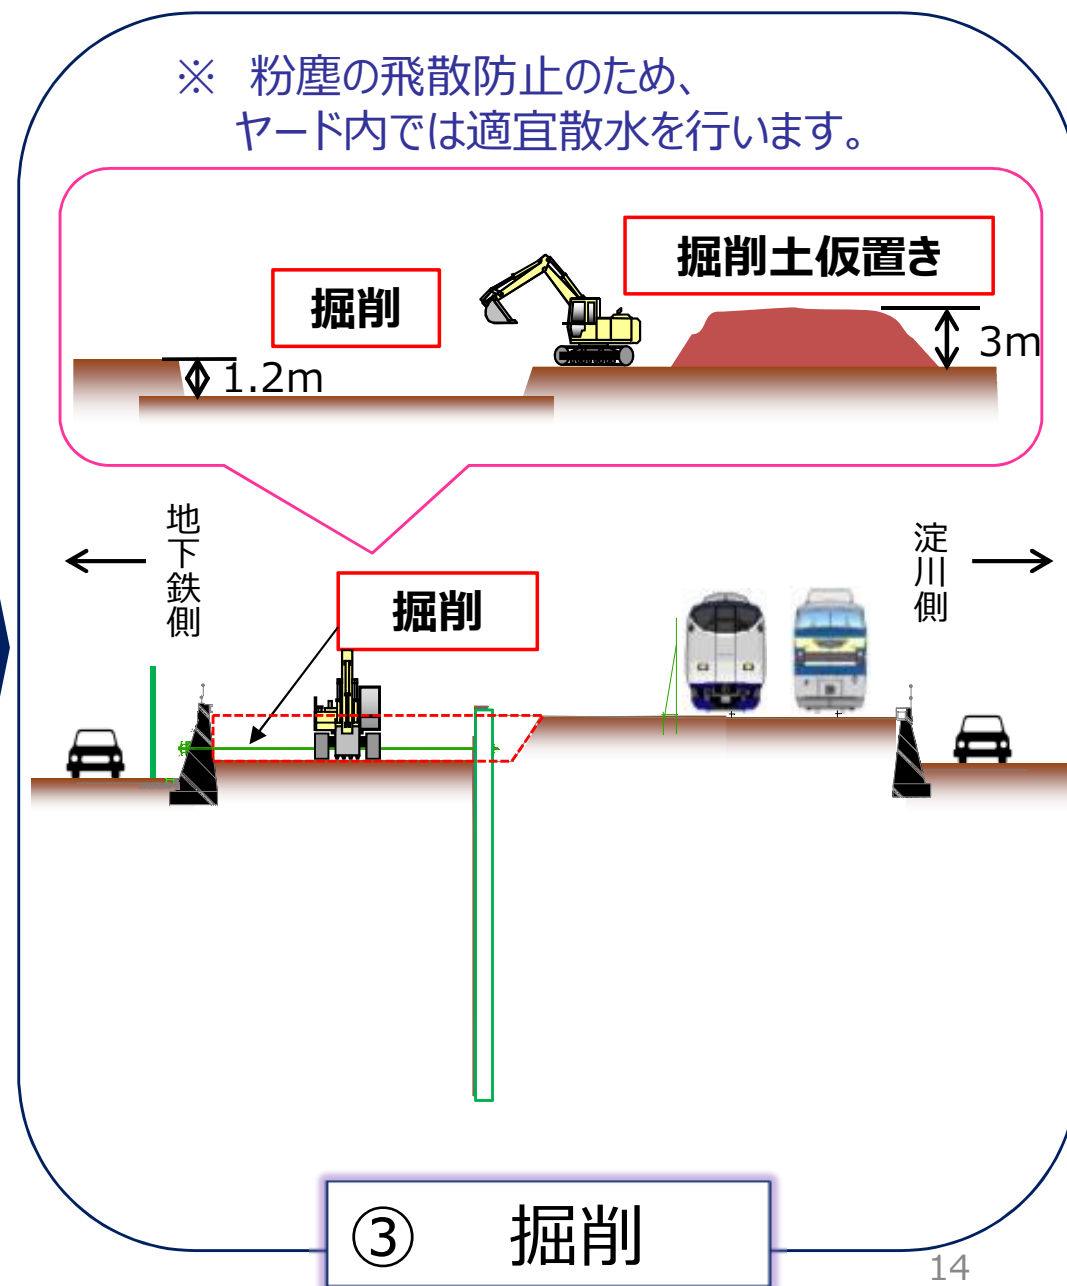 ※ 粉塵の飛散防止のため、
ヤード内では適宜散水を行います。
掘削土仮置き
掘削
3m
1.2m
地下鉄側
淀川側
掘削
③ 掘削
14